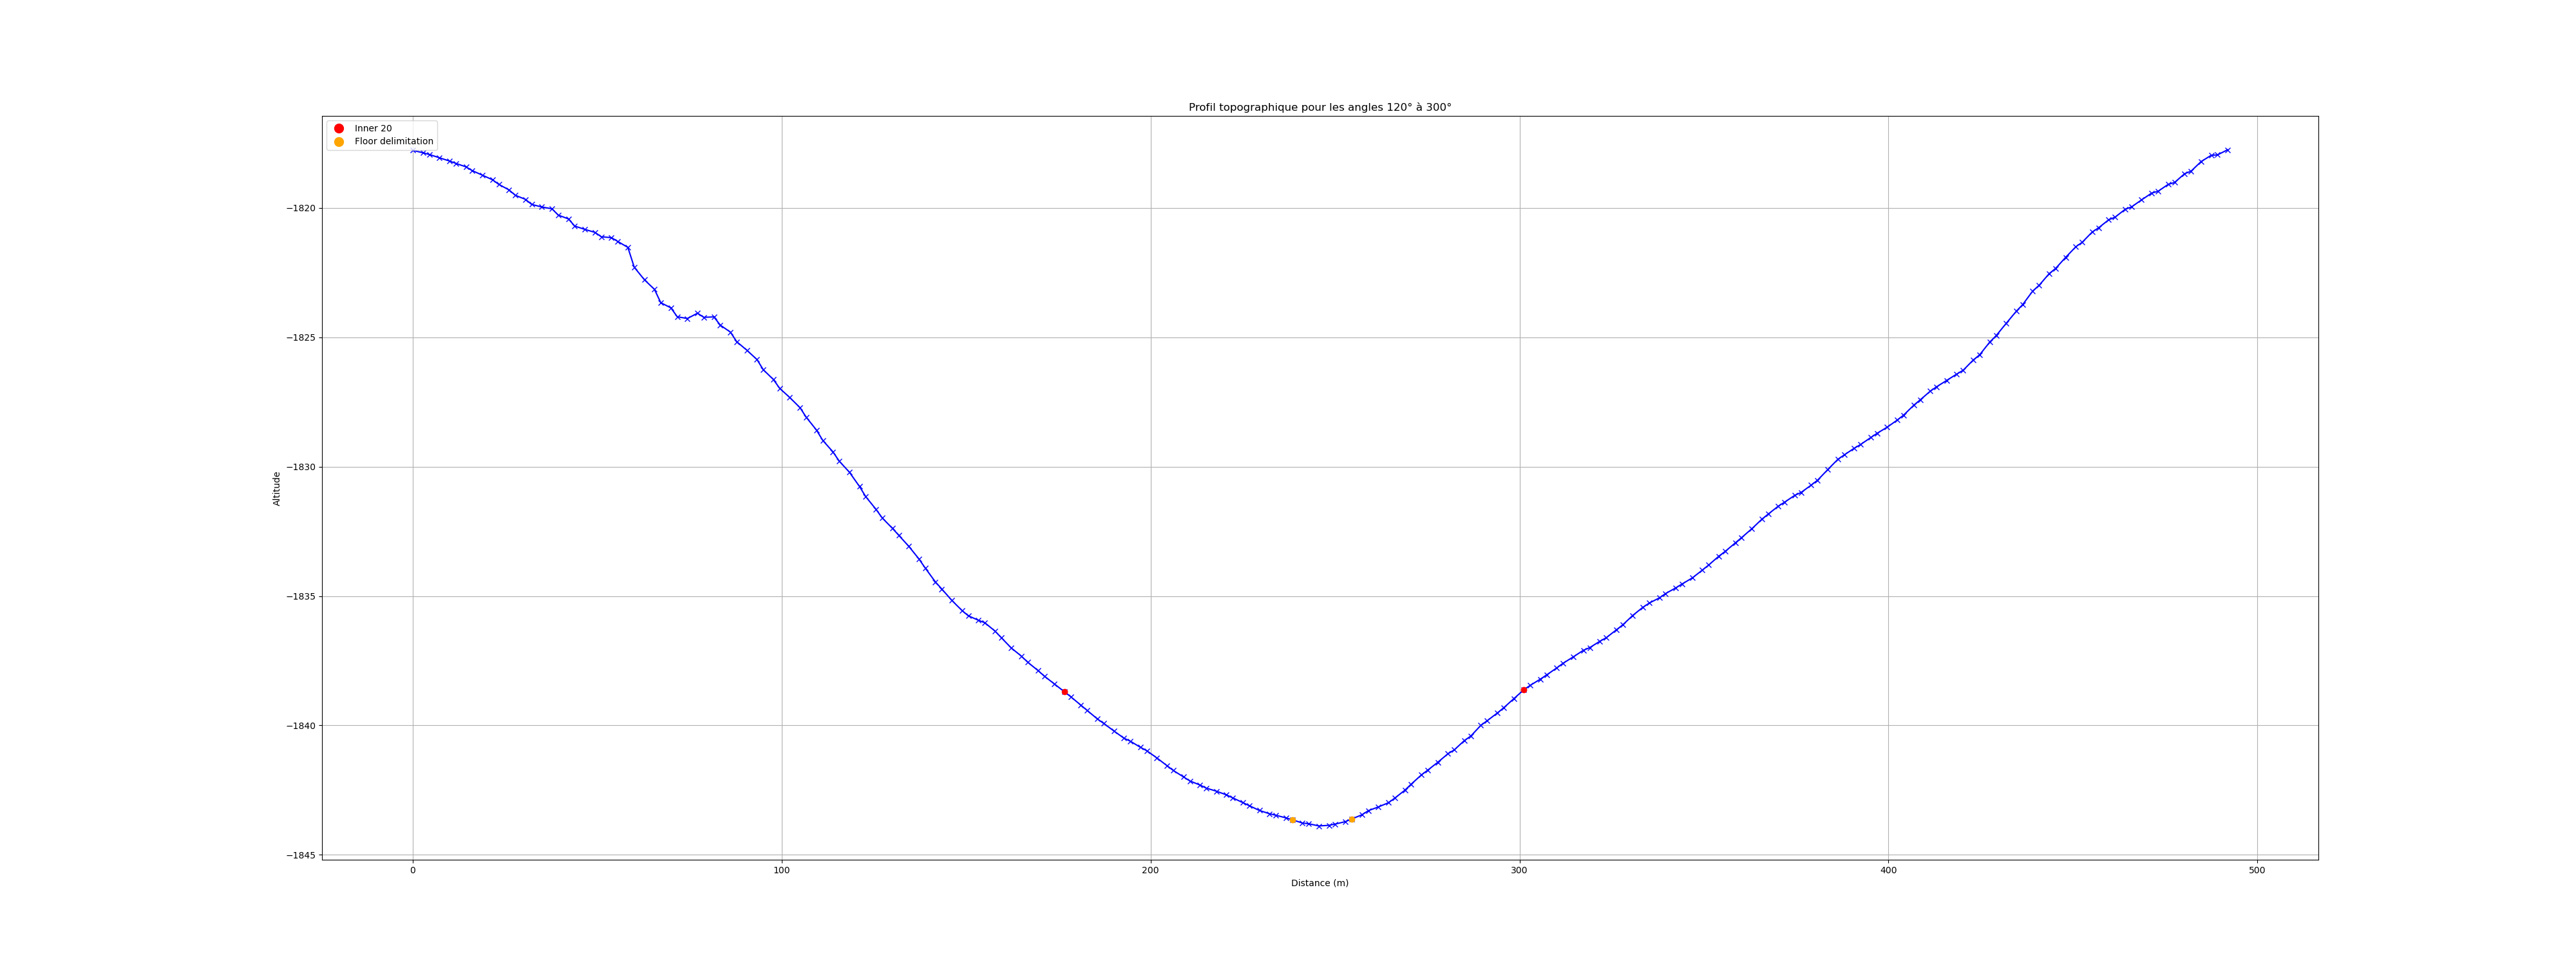 Profil topographique pour les angles 120° à 300°
Inner 20
Floor delimitation
Altitude
−1820
−1825
−1830
−1835
−1840
−1845
0 100 200 300 400 500
Distance (m)